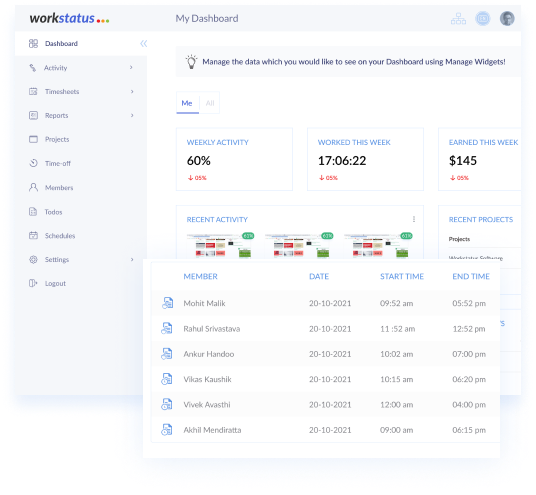 workstatus
My Dashboard
Dashboard
Activity
Timesheets
Reports
Projects
Time-off
Members
Todos
Schedules
Settings
Logout
Manage the data which you would like to see on your Dashboard using Manage Widgets!
Me All
WEEKLY ACTIVITY
60%
05%
WORKED THIS WEEK
17:06:22
05%
EARNED THIS WEEK
$145
05%
RECENT ACTIVITY
61% 61% 61%
RECENT PROJECTS
Projects
Workstatus Software
MEMBER DATE START TIME END TIME
Mohit Malik 20-10-2021 09:52 am 05:52 pm
Rahul Srivastava 20-10-2021 11 :52 am 12:52 pm
Ankur Handoo 20-10-2021 10:02 am 07:00 pm
Vikas Kaushik 20-10-2021 10:15 am 06:20 pm
Vivek Avasthi 20-10-2021 12:00 am 04:00 pm
Akhil Mendiratta 20-10-2021 09:00 am 06:15 pm